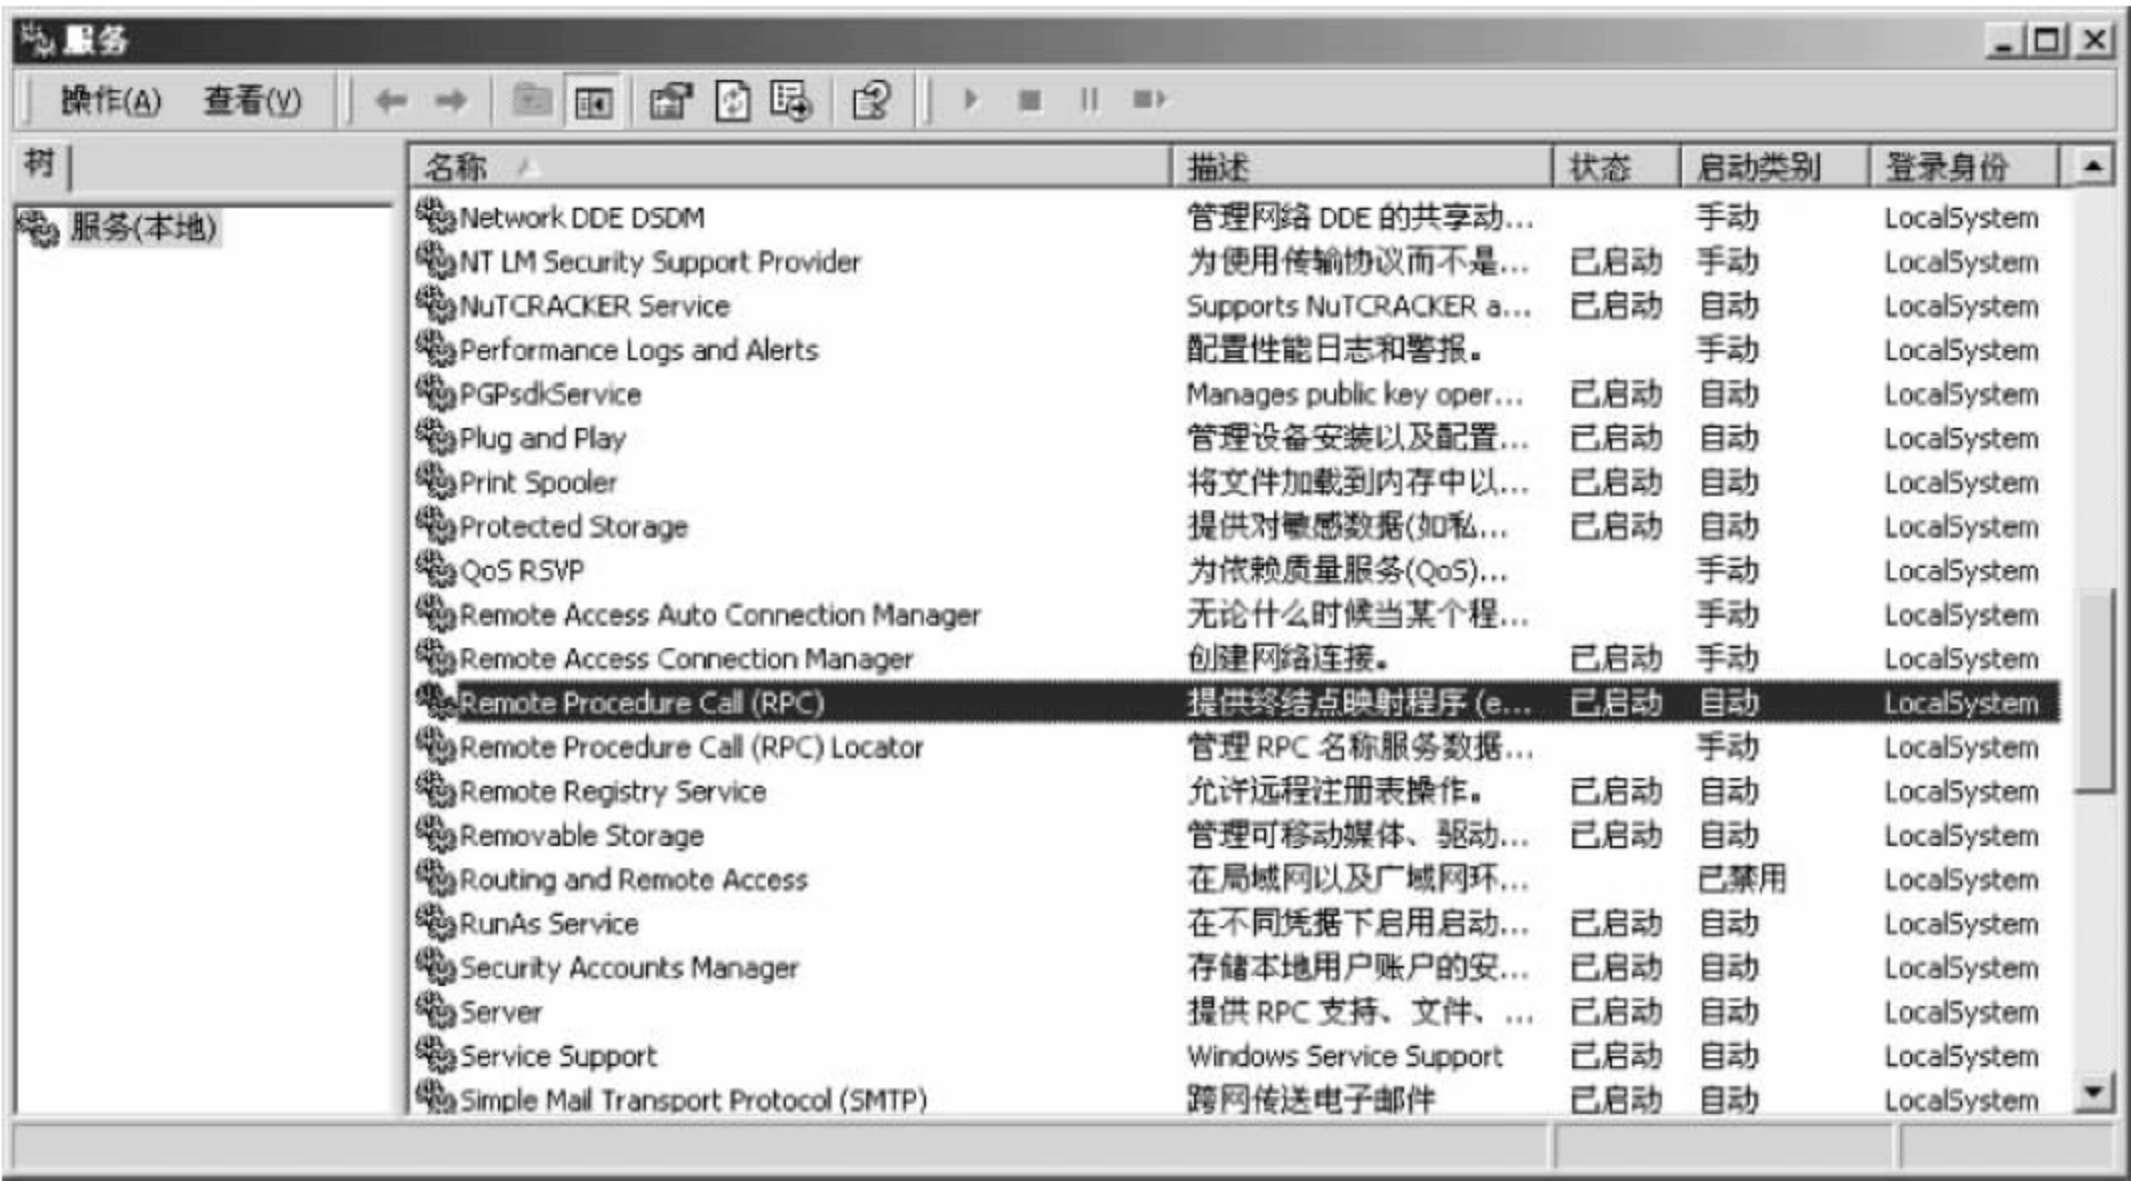 服务
操作(A) 查看(V)
树
服务(本地)
名称 描述 状态 启动类别 登录身份
Network DDE DSDM 管理网络 DDE 的共享动... 手动 LocalSystem
NT LM Security Support Provider 为使用传输协议而不是... 已启动 手动 LocalSystem
NuTCRACKER Service Supports NuTCRACKER a... 已启动 自动 LocalSystem
Performance Logs and Alerts 配置性能日志和警报。 手动 LocalSystem
PGPsdkService Manages public key oper... 已启动 自动 LocalSystem
Plug and Play 管理设备安装以及配置... 已启动 自动 LocalSystem
Print Spooler 将文件加载到内存中以... 已启动 自动 LocalSystem
Protected Storage 提供对敏感数据(如私... 已启动 自动 LocalSystem
QoS RSVP 为依赖质量服务(QoS)... 手动 LocalSystem
Remote Access Auto Connection Manager 无论什么时候当某个程... 手动 LocalSystem
Remote Access Connection Manager 创建网络连接。 已启动 手动 LocalSystem
Remote Procedure Call (RPC) 提供终结点映射程序 (e... 已启动 自动 LocalSystem
Remote Procedure Call (RPC) Locator 管理 RPC 名称服务数据... 手动 LocalSystem
Remote Registry Service 允许远程注册表操作。 已启动 自动 LocalSystem
Removable Storage 管理可移动媒体、驱动... 已启动 自动 LocalSystem
Routing and Remote Access 在局域网以及广域网环... 已禁用 LocalSystem
RunAs Service 在不同凭据下启用启动... 已启动 自动 LocalSystem
Security Accounts Manager 存储本地用户账户的安... 已启动 自动 LocalSystem
Server 提供 RPC 支持、文件、... 已启动 自动 LocalSystem
Service Support Windows Service Support 已启动 自动 LocalSystem
Simple Mail Transport Protocol (SMTP) 跨网传送电子邮件 已启动 自动 LocalSystem